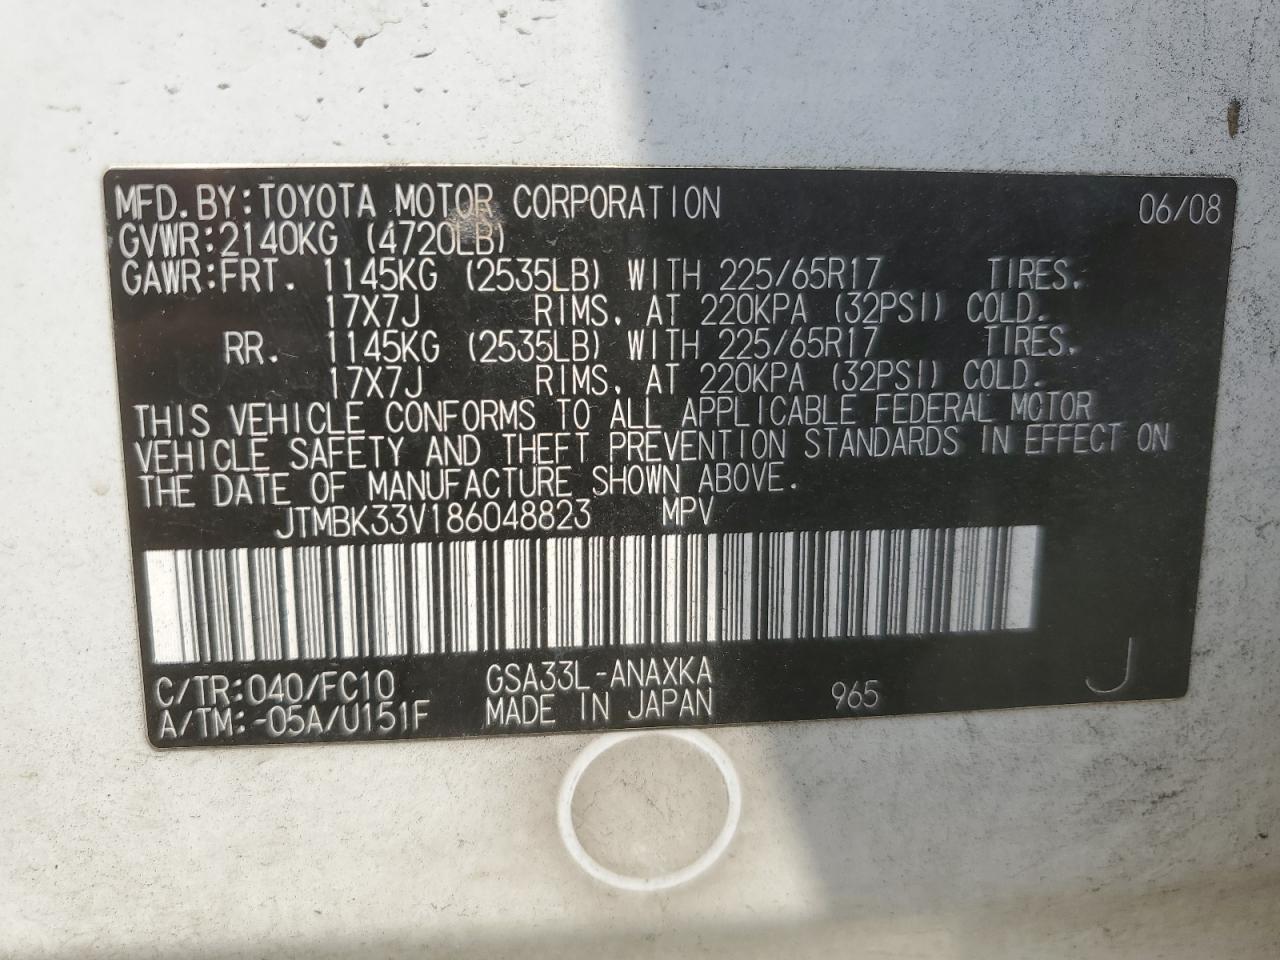 MFD.BY:TOYOTA MOTOR CORPORATION 06/08
GVWR:2140KG (4720LB)
GAWR:FRT. 1145KG (2535LB) WITH 225/65R17 TIRES.
17X7J RIMS. AT 220KPA (32PSI) COLD.
RR. 1145KG (2535LB) WITH 225/65R17 TIRES.
17X7J RIMS. AT 220KPA (32PSI) COLD.
THIS VEHICLE CONFORMS TO ALL APPLICABLE FEDERAL MOTOR
VEHICLE SAFETY AND THEFT PREVENTION STANDARDS IN EFFECT ON
THE DATE OF MANUFACTURE SHOWN ABOVE.
JTMBK33V186048823 MPV
C/TR:040/FC10 GSA33L-ANAXKA
A/TM:-05A/U151F MADE IN JAPAN 965 J